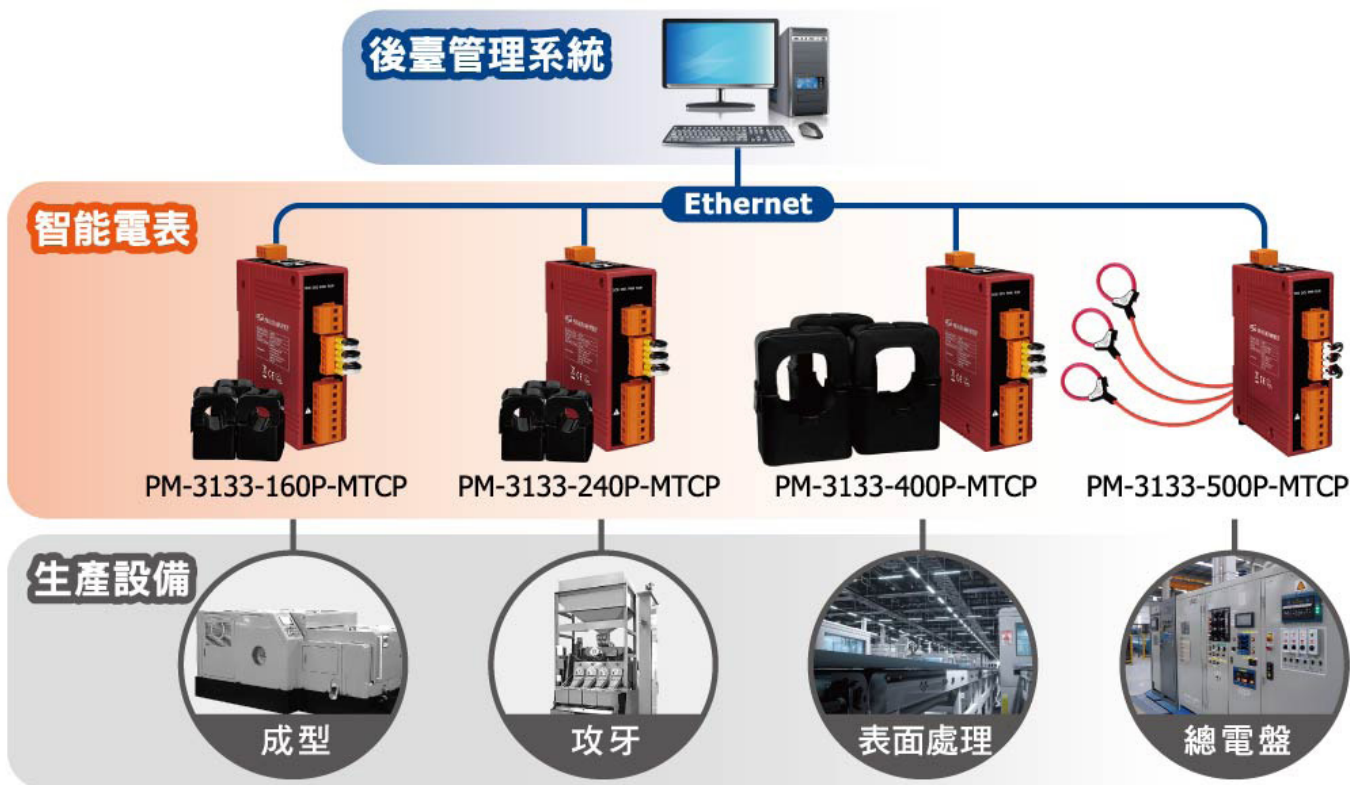 後臺管理系統
Ethernet
智能電表
PM-3133-160P-MTCP
PM-3133-240P-MTCP
PM-3133-400P-MTCP
PM-3133-500P-MTCP
生產設備
成型
攻牙
表面處理
總電盤